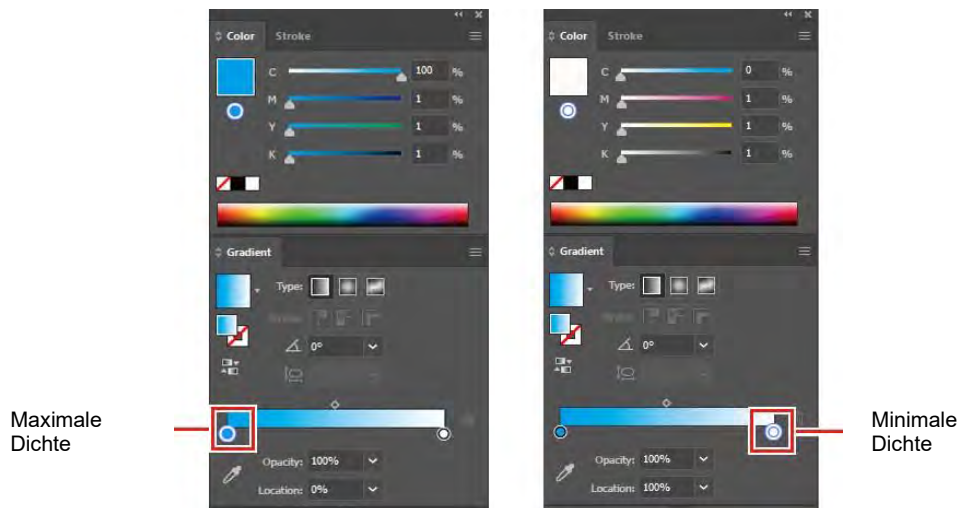 Color Stroke
C 100 %
M 1 %
Y 1 %
K 1 %
Gradient
Type:
Stroke:
0°
Opacity: 100%
Location: 0%
Maximale
Dichte
Color Stroke
C 0 %
M 1 %
Y 1 %
K 1 %
Gradient
Type:
Stroke:
0°
Opacity: 100%
Location: 100%
Minimale
Dichte